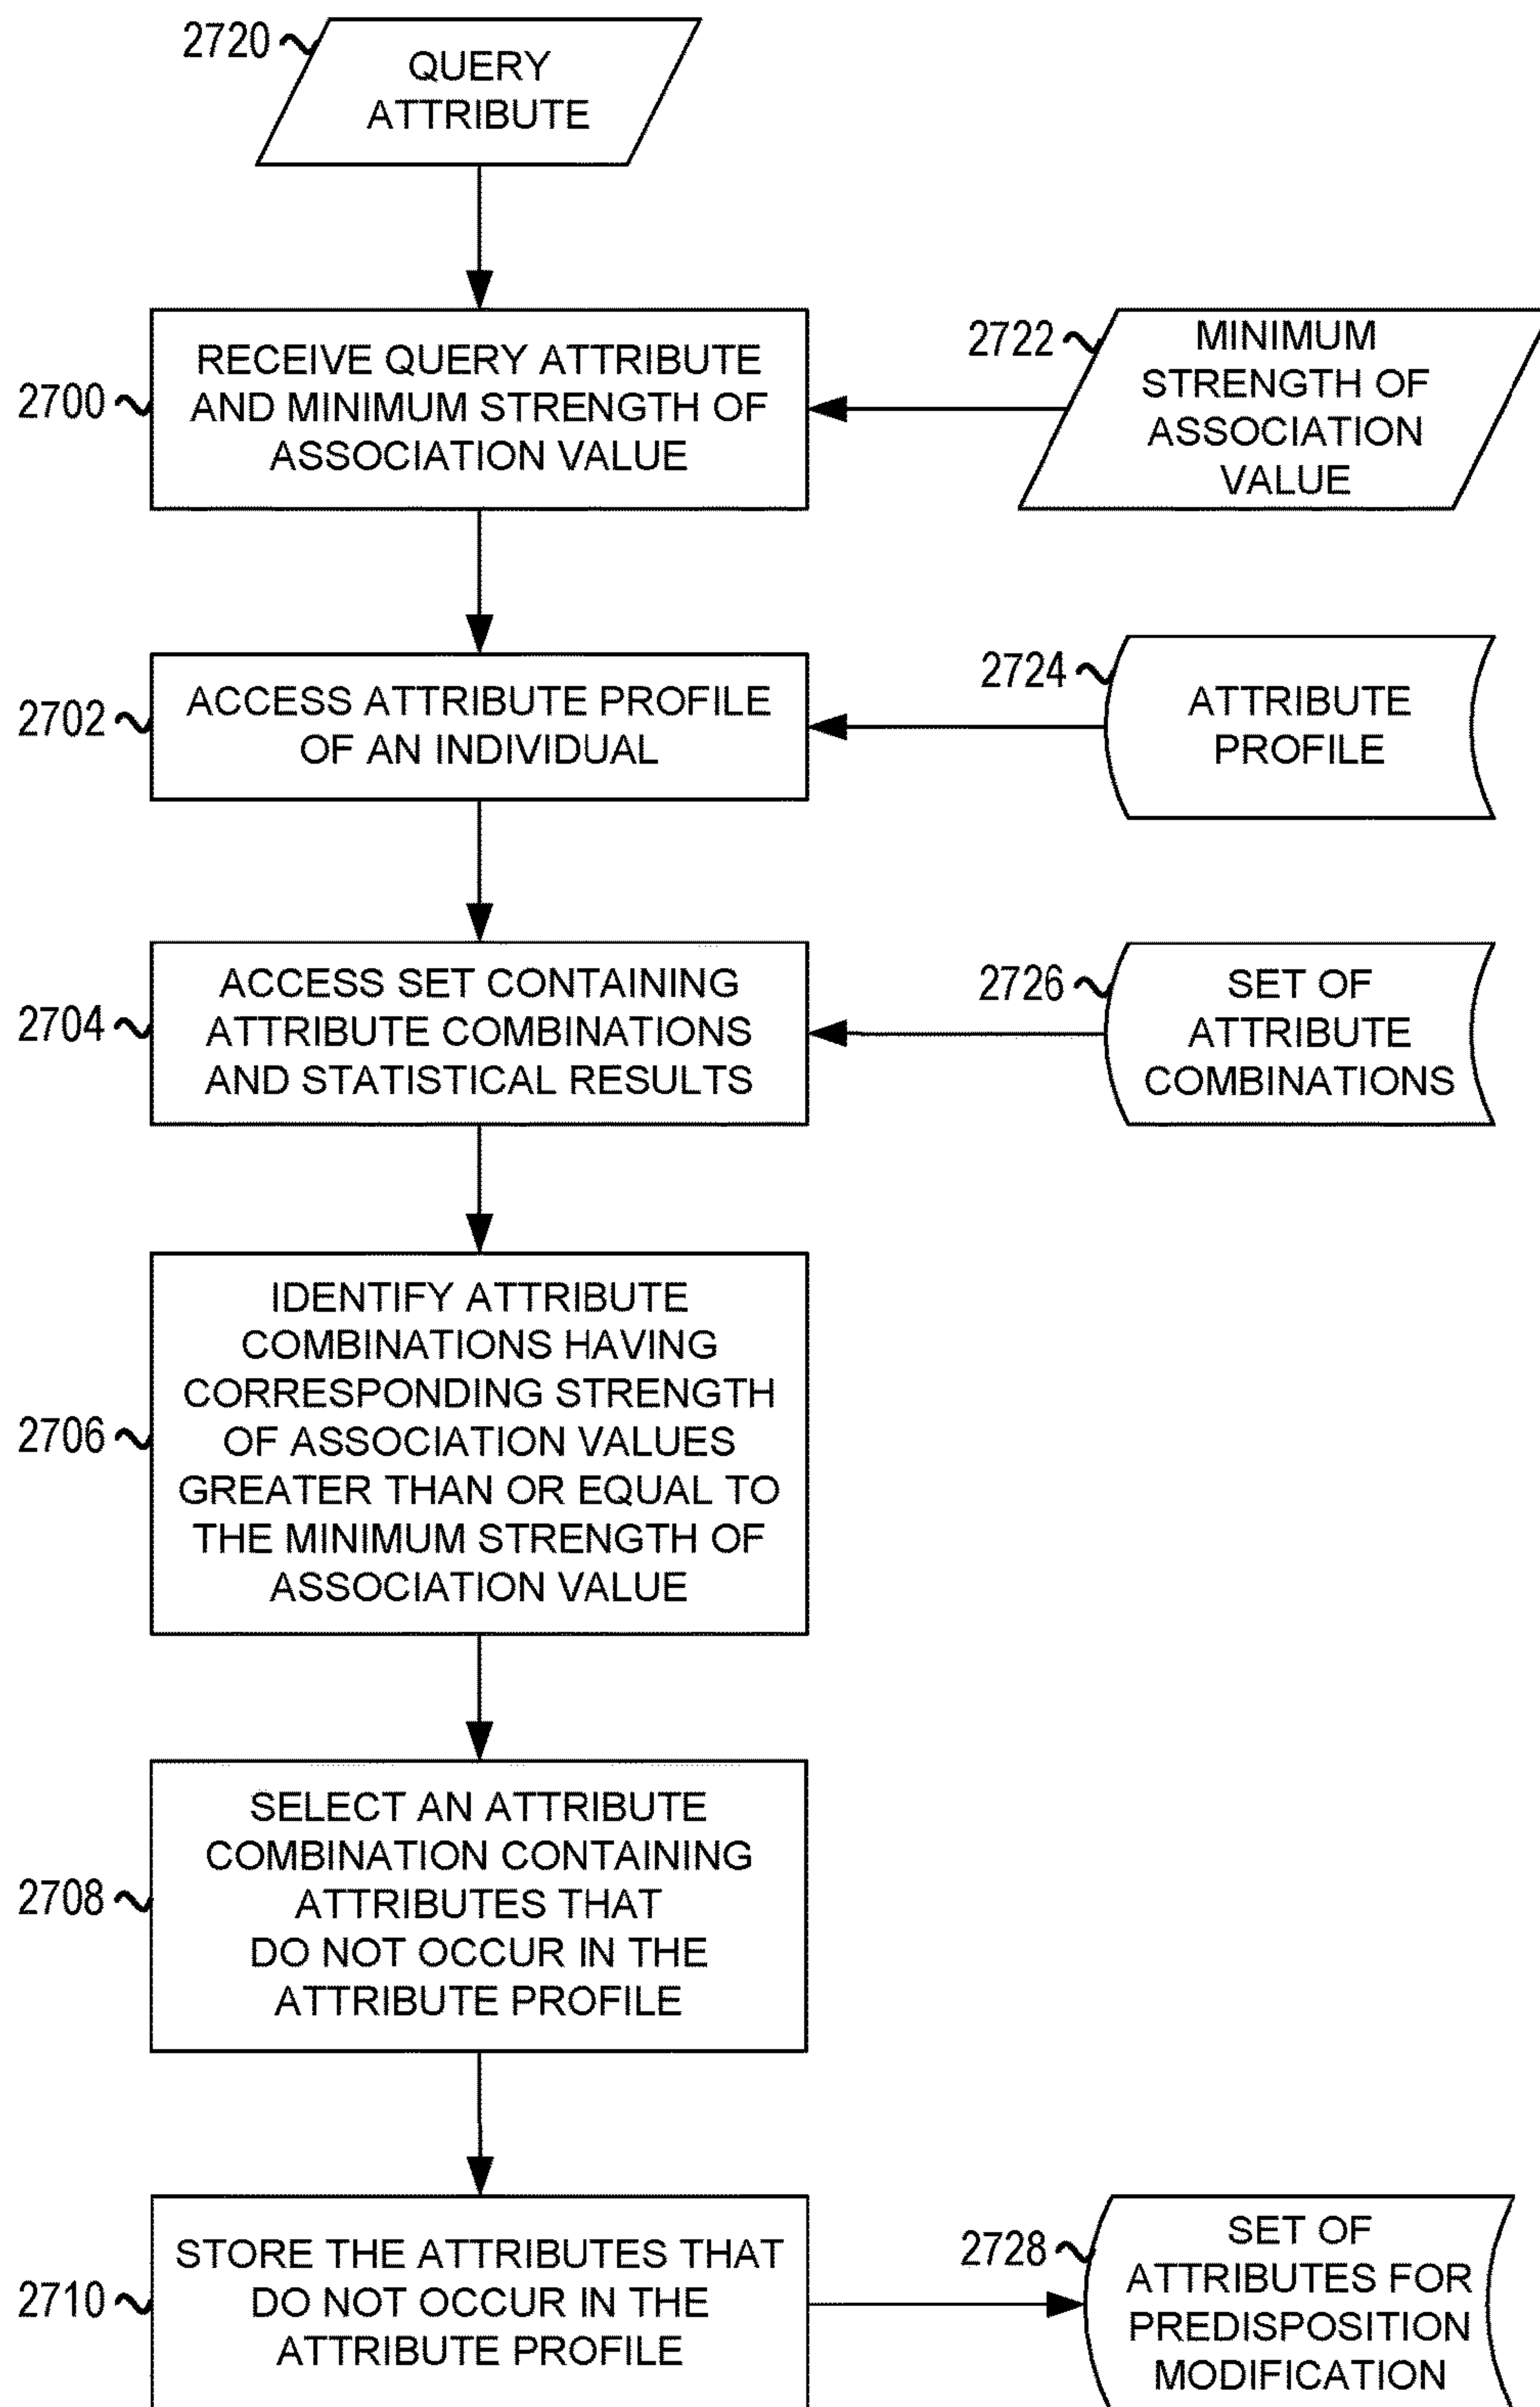 2720
QUERY
ATTRIBUTE
2700
RECEIVE QUERY ATTRIBUTE
AND MINIMUM STRENGTH OF
ASSOCIATION VALUE
2722
MINIMUM
STRENGTH OF
ASSOCIATION
VALUE
2702
ACCESS ATTRIBUTE PROFILE
OF AN INDIVIDUAL
2724
ATTRIBUTE
PROFILE
2704
ACCESS SET CONTAINING
ATTRIBUTE COMBINATIONS
AND STATISTICAL RESULTS
2726
SET OF
ATTRIBUTE
COMBINATIONS
2706
IDENTIFY ATTRIBUTE
COMBINATIONS HAVING
CORRESPONDING STRENGTH
OF ASSOCIATION VALUES
GREATER THAN OR EQUAL TO
THE MINIMUM STRENGTH OF
ASSOCIATION VALUE
2708
SELECT AN ATTRIBUTE
COMBINATION CONTAINING
ATTRIBUTES THAT
DO NOT OCCUR IN THE
ATTRIBUTE PROFILE
2710
STORE THE ATTRIBUTES THAT
DO NOT OCCUR IN THE
ATTRIBUTE PROFILE
2728
SET OF
ATTRIBUTES FOR
PREDISPOSITION
MODIFICATION